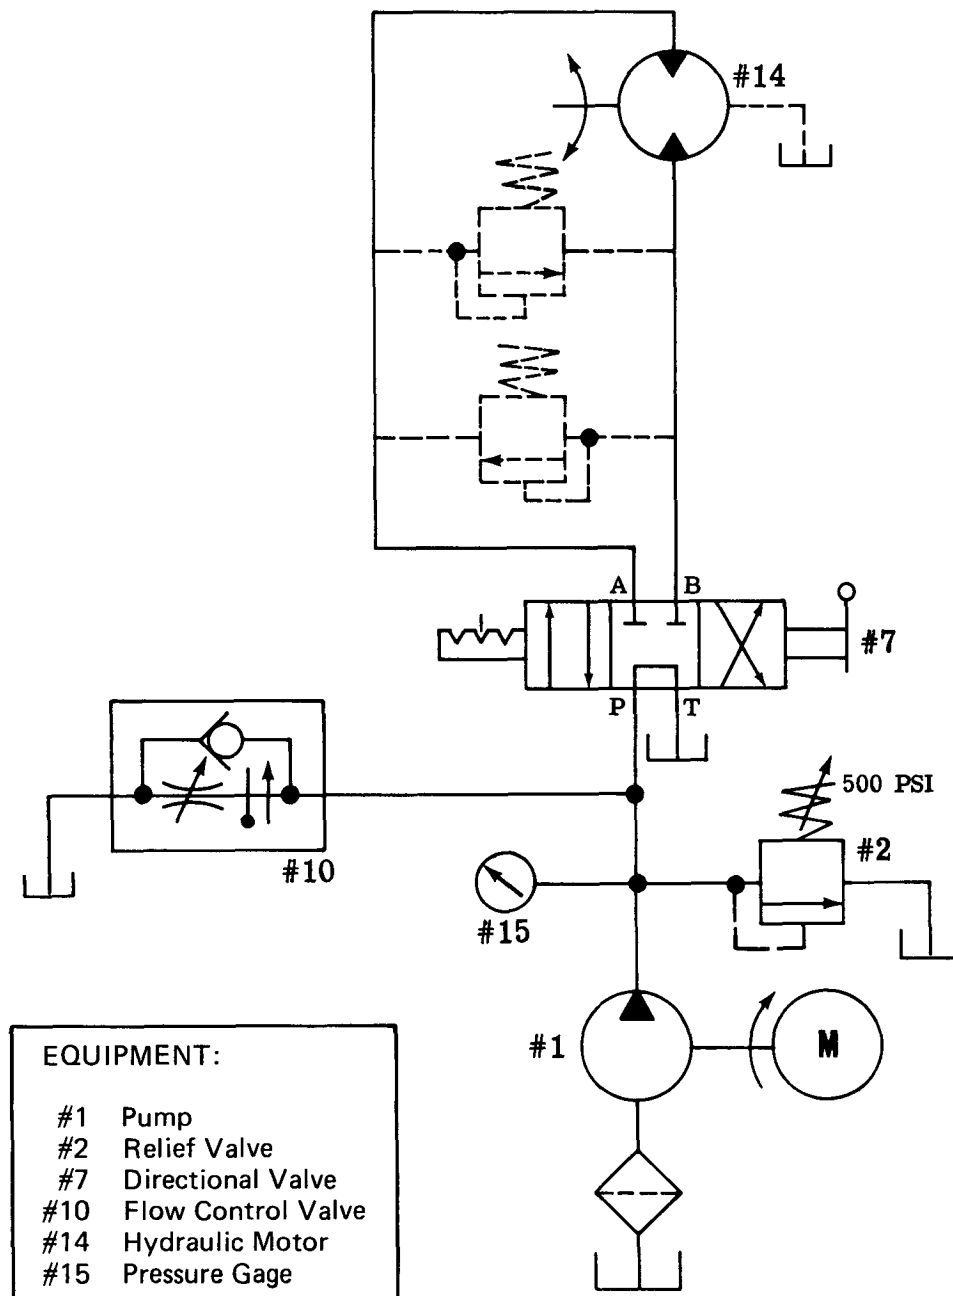 #14
A B
#7
P T
500 PSI
#2
#10
#15
#1
M
EQUIPMENT:
#1 Pump
#2 Relief Valve
#7 Directional Valve
#10 Flow Control Valve
#14 Hydraulic Motor
#15 Pressure Gage